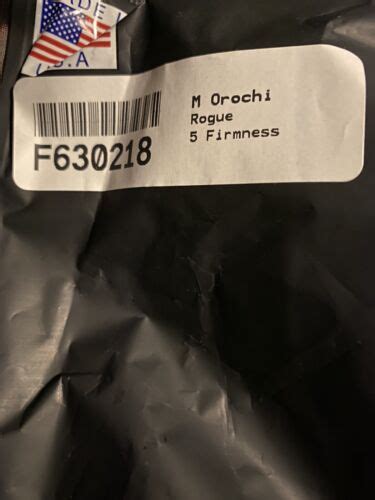 U.S.A
M Orochi
Rogue
5 Firmness
F630218